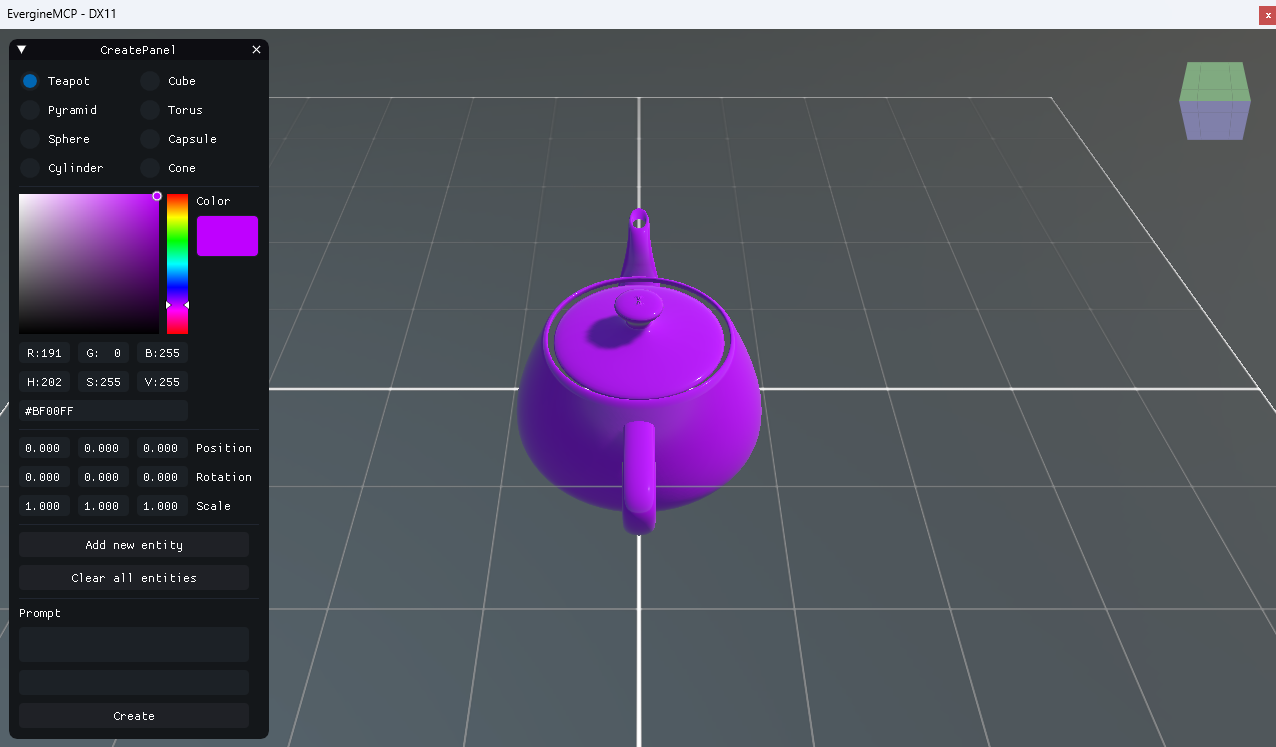 EvergineMCP - DX11
x
CreatePanel
Teapot Cube
Pyramid Torus
Sphere Capsule
Cylinder Cone
Color
R:191 G: 0 B:255
H:202 S:255 V:255
#BF00FF
0.000 0.000 0.000 Position
0.000 0.000 0.000 Rotation
1.000 1.000 1.000 Scale
Add new entity
Clear all entities
Prompt
Create